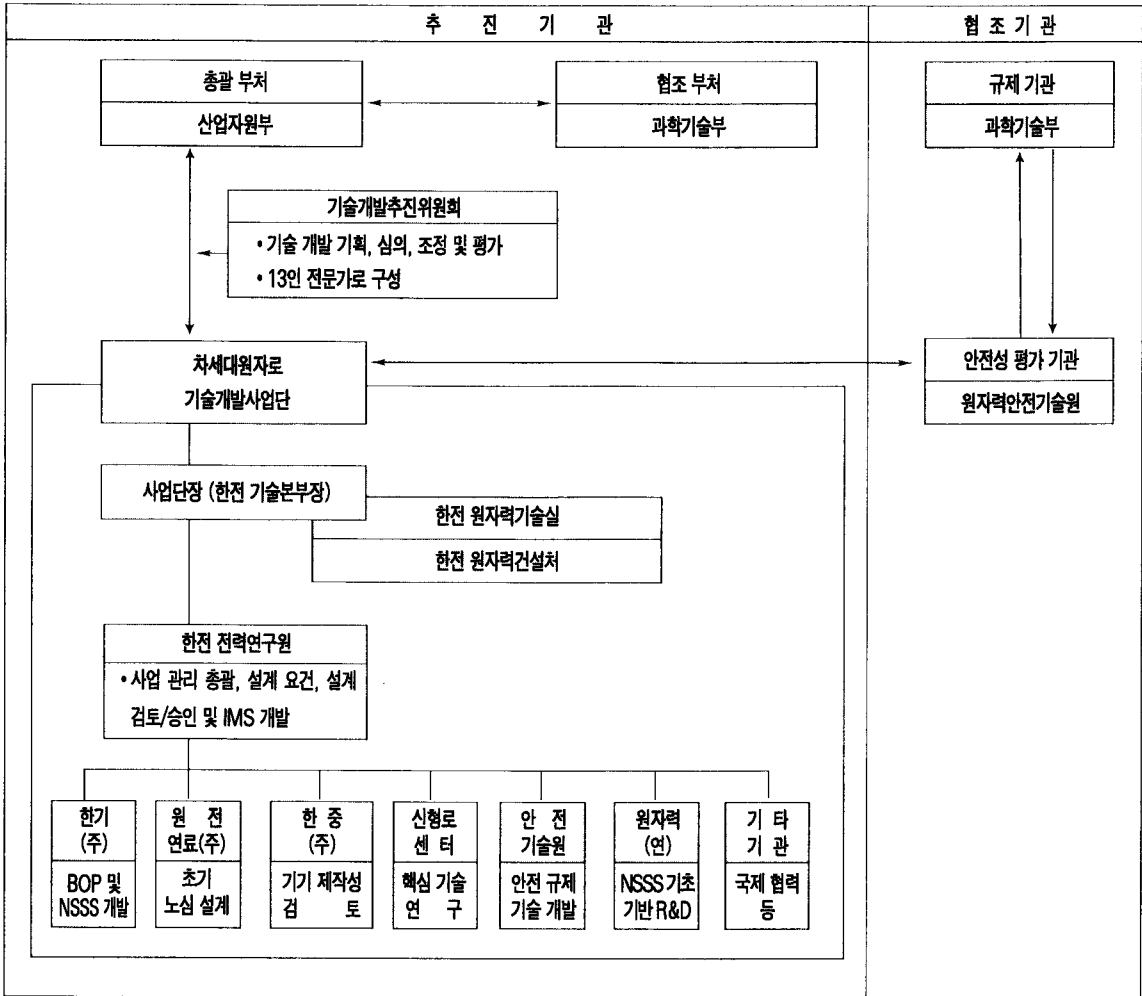 추 진 기 관
협 조 기 관
총괄 부처
산업자원부
협조 부처
과학기술부
규제 기관
과학기술부
기술개발추진위원회
• 기술 개발 기획, 심의, 조정 및 평가
• 13인 전문가로 구성
차세대원자로
기술개발사업단
안전성 평가 기관
원자력안전기술원
사업단장 (한전 기술본부장)
한전 원자력기술실
한전 원자력건설처
한전 전력연구원
• 사업 관리 총괄, 설계 요건, 설계
검토/승인 및 IMS 개발
한기
(주)
BOP 및
NSSS 개발
원 전
연료(주)
초기
노심 설계
한 중
(주)
기기 제작성
검 토
신형로
센 터
핵심 기술
연 구
안 전
기술원
안전 규제
기술 개발
원자력
(연)
NSSS 기초
기반 R&D
기 타
기 관
국제 협력
등